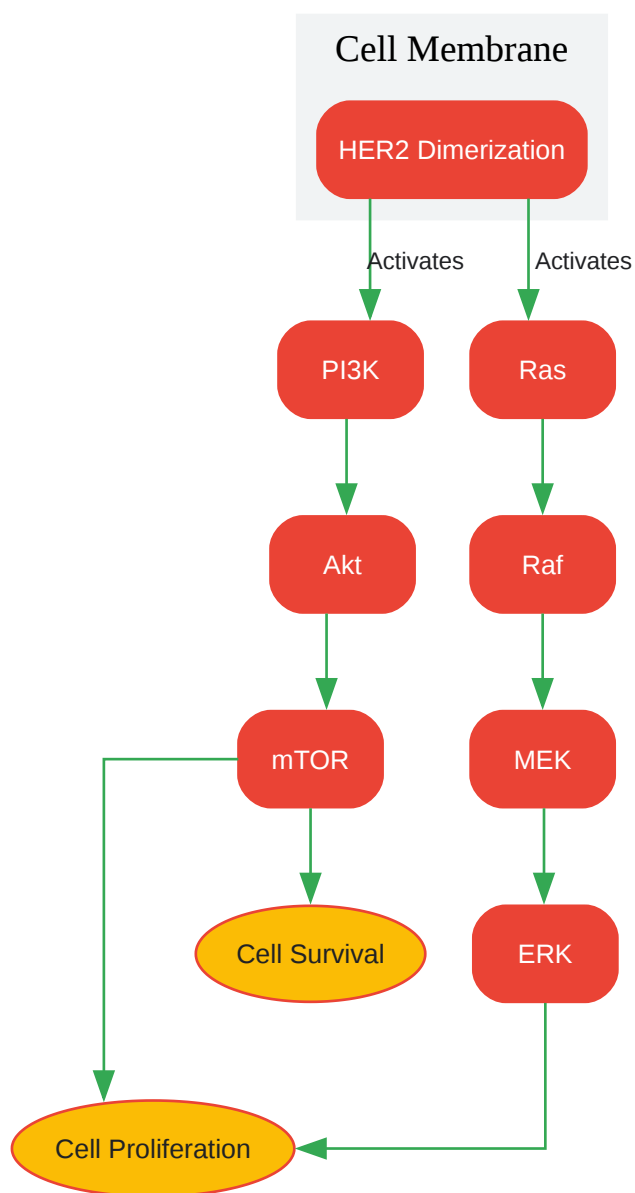 Cell Membrane
HER2 Dimerization
Activates
Activates
PI3K
Ras
Akt
Raf
mTOR
MEK
Cell Survival
ERK
Cell Proliferation